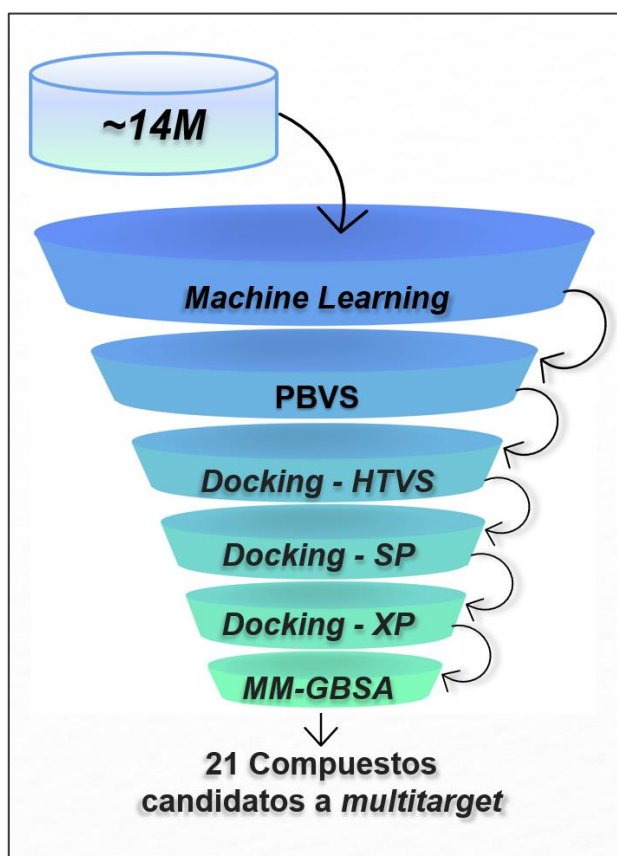 ~14M
Machine Learning
PBVS
Docking - HTVS
Docking - SP
Docking - XP
MM-GBSA
21 Compuestos
candidatos a multitarget